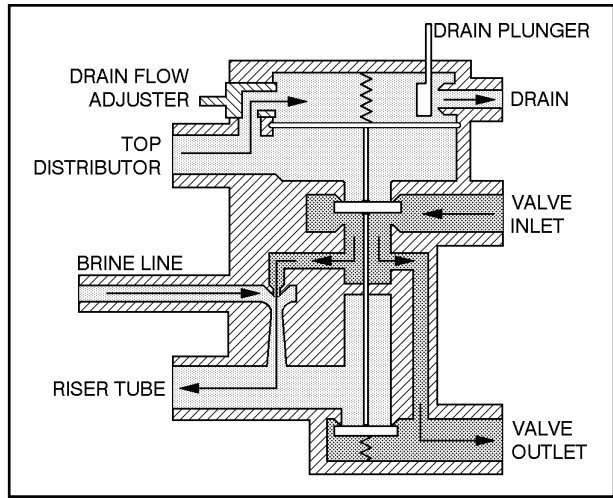 DRAIN PLUNGER
DRAIN FLOW
ADJUSTER
DRAIN
TOP
DISTRIBUTOR
VALVE
INLET
BRINE LINE
RISER TUBE
VALVE
OUTLET